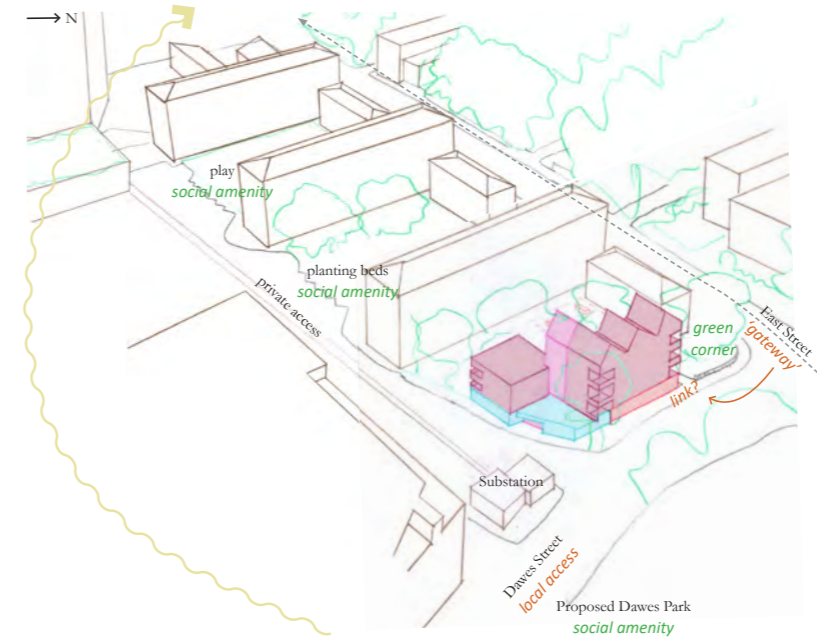 N
play
social amenity
planting beds
social amenity
private access
green
corner
East Street
'gateway'
link?
Substation
Dawes Street
local access
Proposed Dawes Park
social amenity